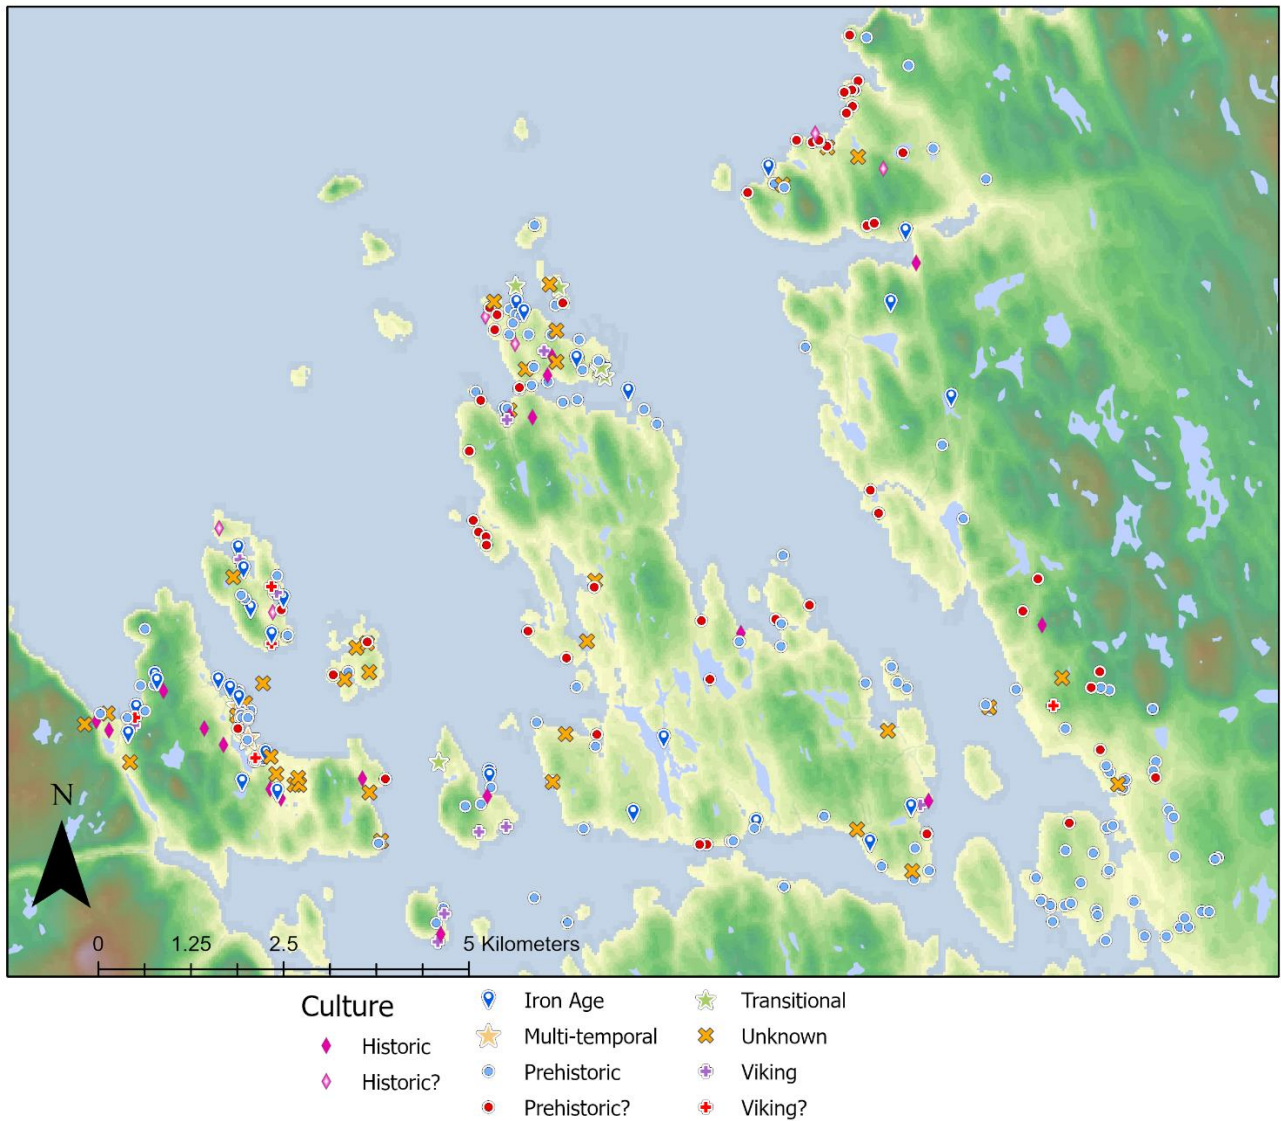 N
0 1.25 2.5 5 Kilometers
Culture
Historic
Historic?
Iron Age
Multi-temporal
Prehistoric
Prehistoric?
Transitional
Unknown
Viking
Viking?